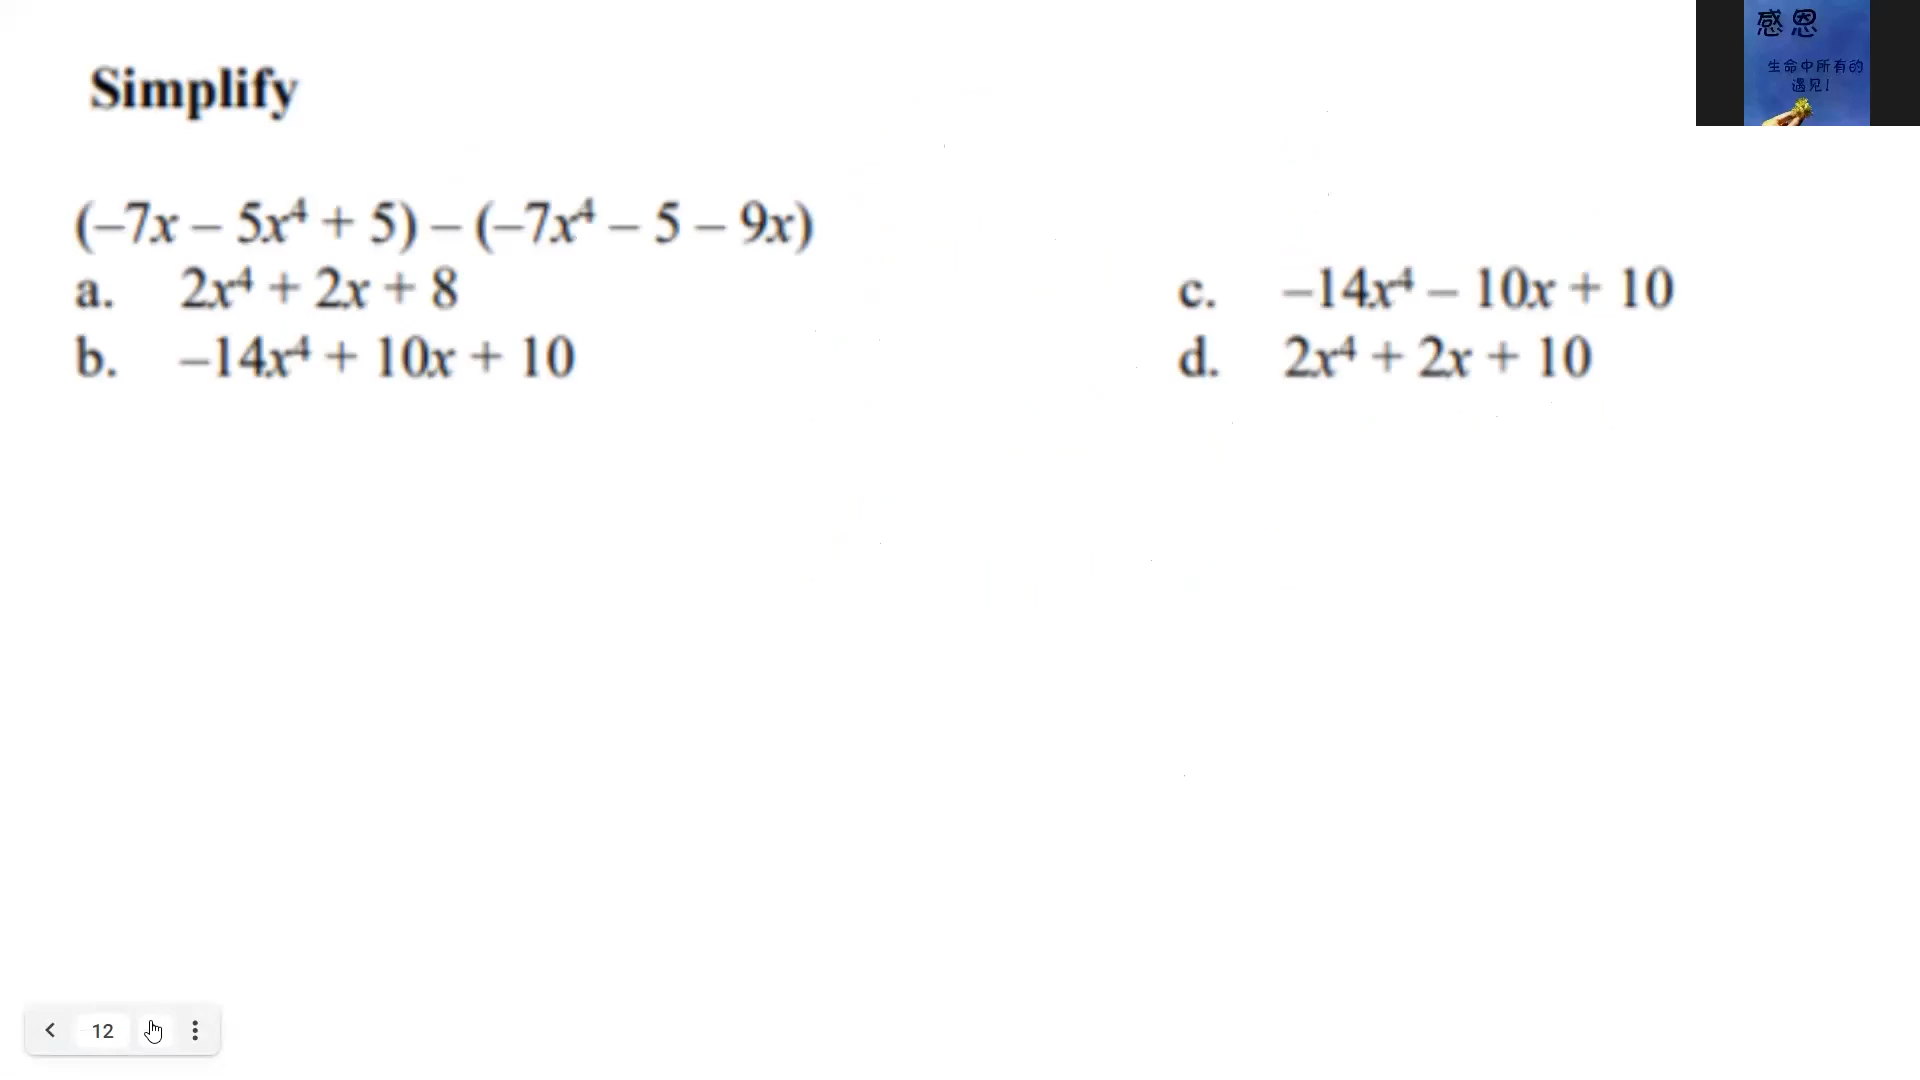 感恩
生命中所有的
遇见!
Simplify
(–7x – 5x⁴ + 5) – (–7x⁴ – 5 – 9x)
a. 2x⁴ + 2x + 8
c. –14x⁴ – 10x + 10
b. –14x⁴ + 10x + 10
d. 2x⁴ + 2x + 10
12